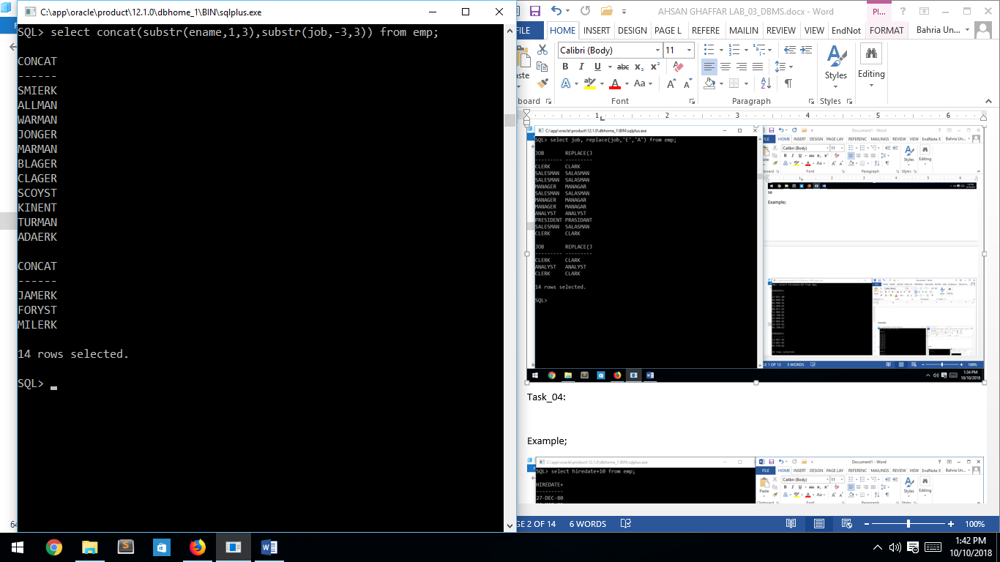 C:\app\oracle\product\12.1.0\dbhome_1\BIN\sqlplus.exe
SQL> select concat(substr(ename,1,3),substr(job,-3,3)) from emp;
CONCAT
------
SMIERK
ALLMAN
WARMAN
JONGER
MARMAN
BLAGER
CLAGER
SCOYST
KINENT
TURMAN
ADAERK
CONCAT
------
JAMERK
FORYST
MILERK
14 rows selected.
SQL>
AHSAN GHAFFAR LAB_03_DBMS.docx - Word
Pl...
FILE HOME INSERT DESIGN PAGE L REFERE MAILIN REVIEW VIEW EndNot FORMAT Bahria Un...
Calibri (Body) 11
Styles
Editing
Font
Paragraph
Styles
1 2 3 4 5 6
C:\app\oracle\product\12.1.0\dbhome_1\BIN\sqlplus.exe
SQL> select job, replace(job,'E','A') from emp;
JOB REPLACE(J
--------- ---------
CLERK CLARK
SALESMAN SALASMAN
SALESMAN SALASMAN
MANAGER MANAGAR
SALESMAN SALASMAN
MANAGER MANAGAR
MANAGER MANAGAR
ANALYST ANALYST
PRESIDENT PRASIDANT
SALESMAN SALASMAN
CLERK CLARK
JOB REPLACE(J
--------- ---------
CLERK CLARK
ANALYST ANALYST
CLERK CLARK
14 rows selected.
SQL>
Document1 - Word
HOME INSERT DESIGN PAGE LAY REFERENC MAILINGS REVIEW VIEW EndNote X Bahria Un...
Calibri (Body) 11
Styles
Editing
Font
Paragraph
Styles
se
Example;
5 WORDS
100%
1:34 PM
10/10/2018
Task_04:
Example;
C:\app\oracle\product\12.1.0\dbhome_1\BIN\sqlplus.exe
SQL> select hiredate+10 from emp;
HIREDATE+
---------
27-DEC-80
Document1 - Word
FILE HOME INSERT DESIGN PAGE LAY REFERENC MAILINGS REVIEW VIEW EndNote X Bahria Un...
Calibri (Body) 11
Paste
Styles
Editing
Font
Paragraph
Styles
GE 2 OF 14 6 WORDS 100%
1:42 PM
10/10/2018